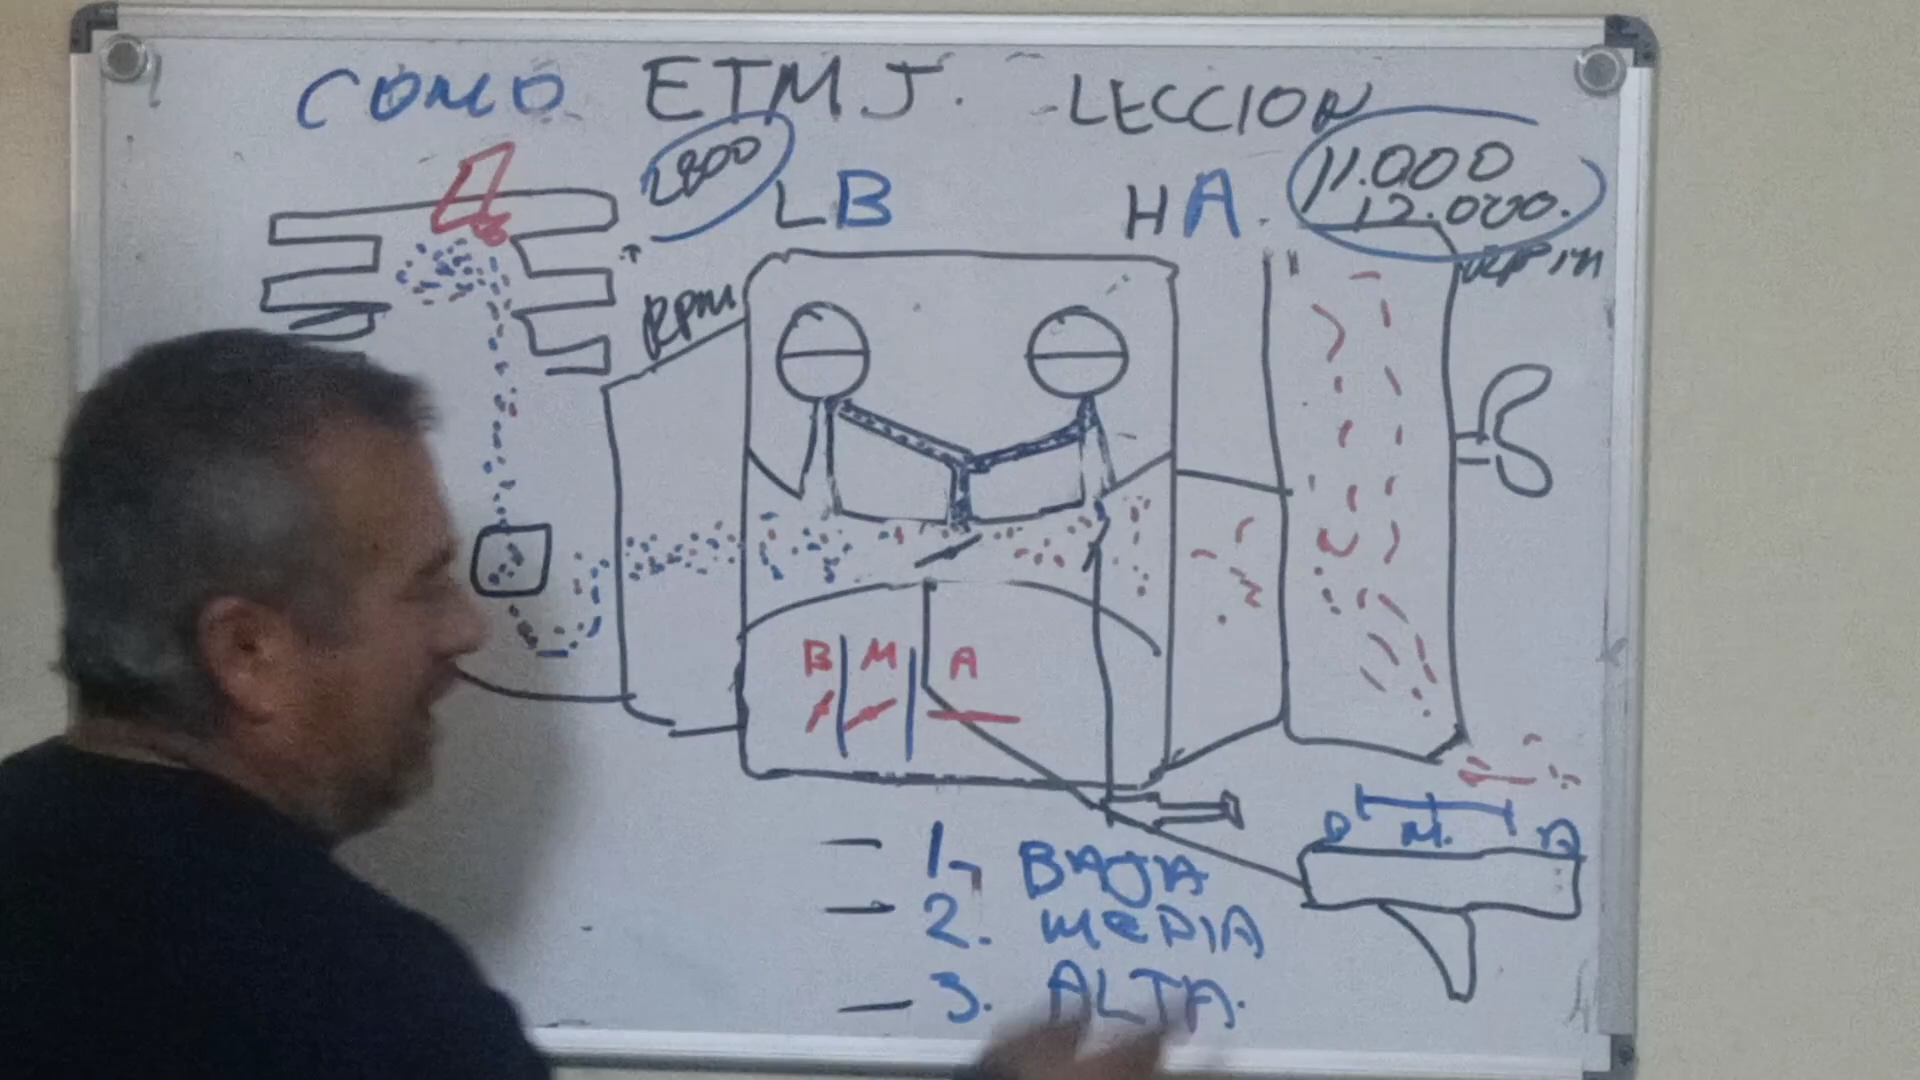 COMO ETMJ. LECCION
2800 LB HA. 11.000
12.000.
RPM RPM
B M A
M.
1, BAJA
2. MEDIA
3. ALTA.